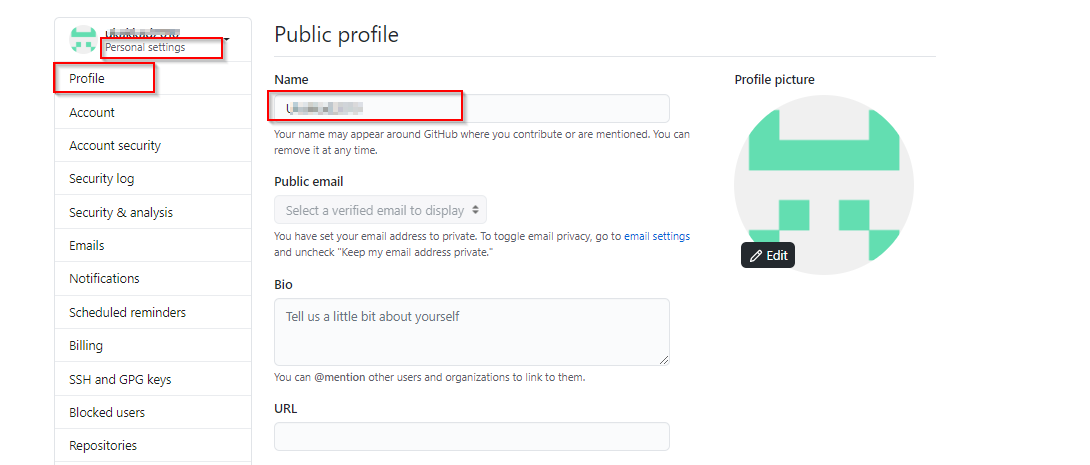 Personal settings
Profile
Account
Account security
Security log
Security & analysis
Emails
Notifications
Scheduled reminders
Billing
SSH and GPG keys
Blocked users
Repositories
Public profile
Name
Your name may appear around GitHub where you contribute or are mentioned. You can
remove it at any time.
Public email
Select a verified email to display
You have set your email address to private. To toggle email privacy, go to email settings
and uncheck "Keep my email address private."
Bio
Tell us a little bit about yourself
You can @mention other users and organizations to link to them.
URL
Profile picture
Edit